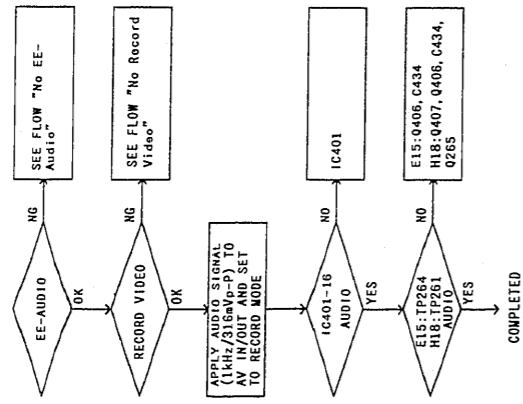 EE-AUDIO
NG
SEE FLOW "No EE-
Audio"
OK
RECORD VIDEO
NG
SEE FLOW "No Record
Video"
OK
APPLY AUDIO SIGNAL
(1kHz/316mVp-P) TO
AV IN/OUT AND SET
TO RECORD MODE
IC401-16
AUDIO
NO
IC401
YES
E15:TP264
H18:TP261
AUDIO
NO
E15:Q406, C434
H18:Q407, Q406, C434,
Q265
YES
COMPLETED